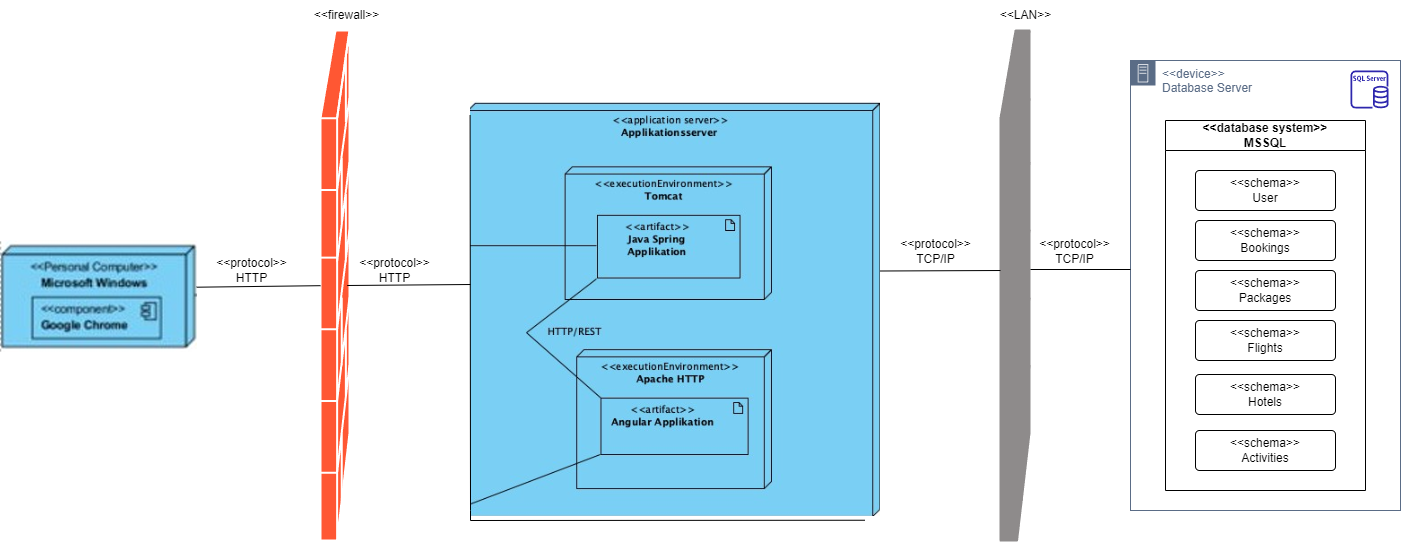 <<firewall>>
<<LAN>>
<<Personal Computer>>
Microsoft Windows
<<component>>
Google Chrome
<<protocol>>
HTTP
<<protocol>>
HTTP
<<application server>>
Applikationsserver
<<executionEnvironment>>
Tomcat
<<artifact>>
Java Spring
Applikation
HTTP/REST
<<executionEnvironment>>
Apache HTTP
<<artifact>>
Angular Applikation
<<protocol>>
TCP/IP
<<protocol>>
TCP/IP
<<device>>
Database Server
SQL Server
<<database system>>
MSSQL
<<schema>>
User
<<schema>>
Bookings
<<schema>>
Packages
<<schema>>
Flights
<<schema>>
Hotels
<<schema>>
Activities